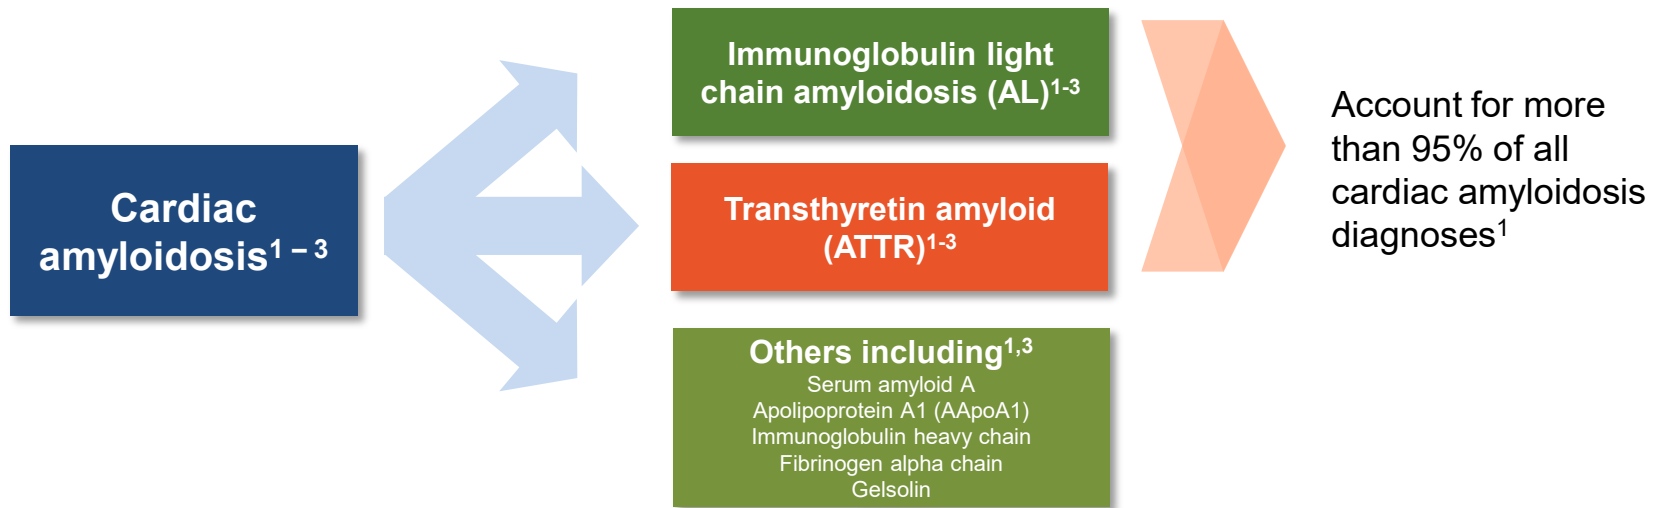 Cardiac
amyloidosis¹ ⁻ ³
Immunoglobulin light
chain amyloidosis (AL)¹⁻³
Transthyretin amyloid
(ATTR)¹⁻³
Others including¹,³
Serum amyloid A
Apolipoprotein A1 (AApoA1)
Immunoglobulin heavy chain
Fibrinogen alpha chain
Gelsolin
Account for more
than 95% of all
cardiac amyloidosis
diagnoses¹